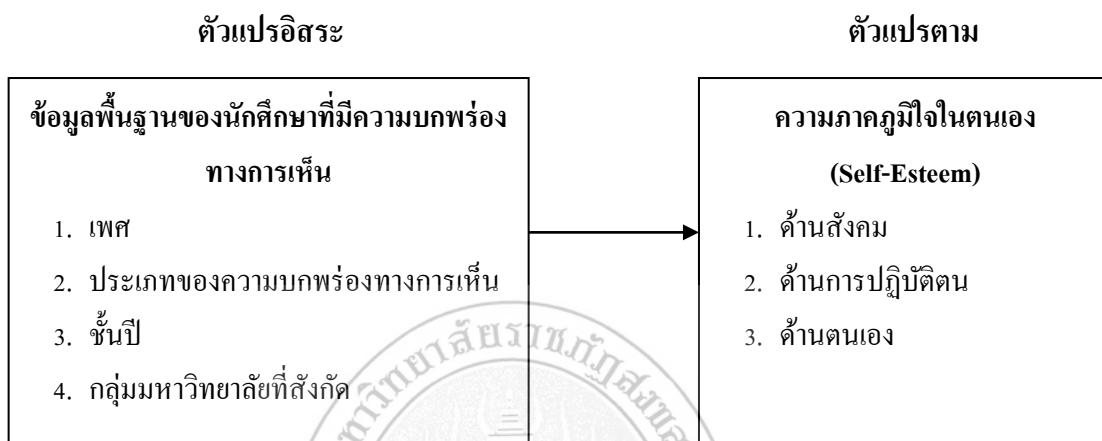 ตัวแปรอิสระ
ตัวแปรตาม
ข้อมูลพื้นฐานของนักศึกษาที่มีความบกพร่อง
ทางการเห็น
1. เพศ
2. ประเภทของความบกพร่องทางการเห็น
3. ชั้นปี
4. กลุ่มมหาวิทยาลัยที่สังกัด
ความภาคภูมิใจในตนเอง
(Self-Esteem)
1. ด้านสังคม
2. ด้านการปฏิบัติตน
3. ด้านตนเอง